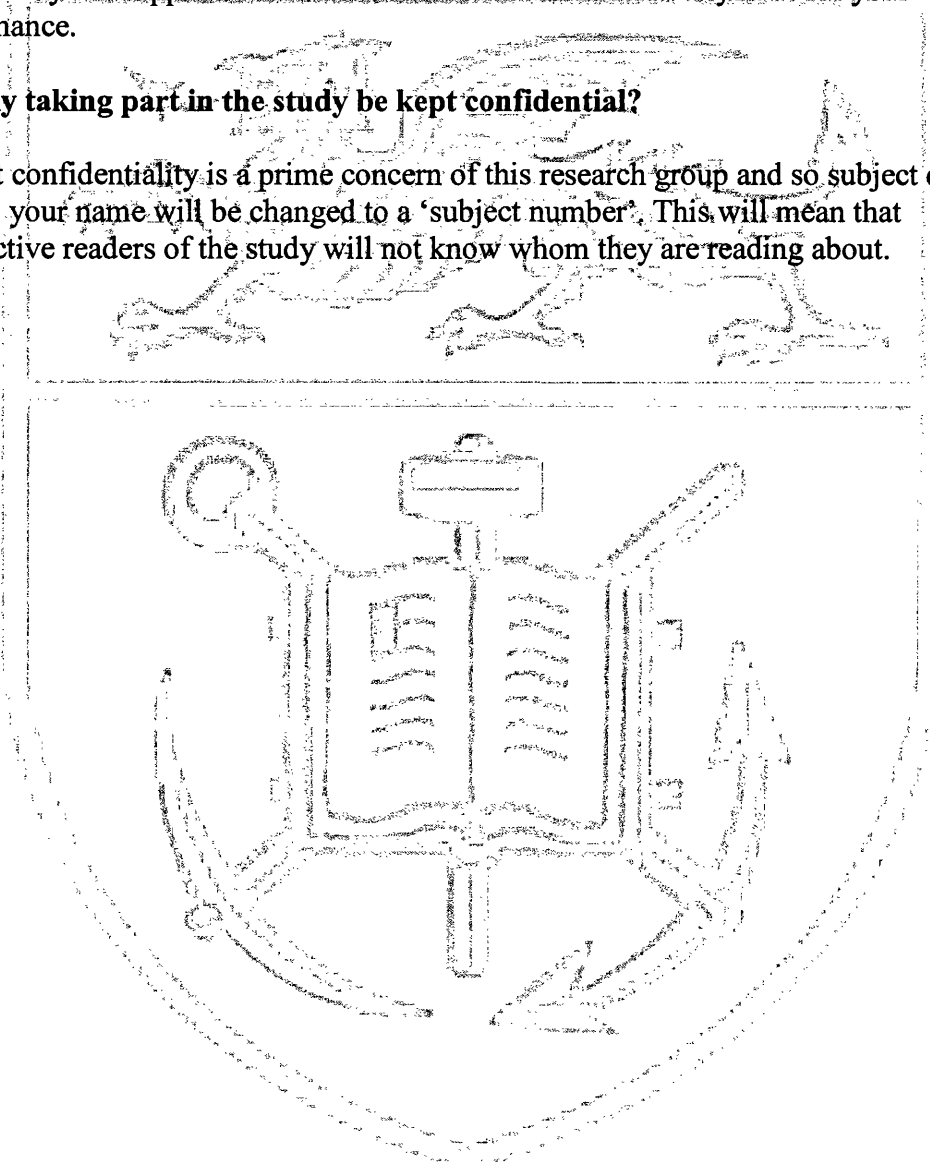 nance.
y taking part in the study be kept confidential?
confidentiality is a prime concern of this research group and so subject
your name will be changed to a ‘subject number’. This will mean that
ctive readers of the study will not know whom they are reading about.